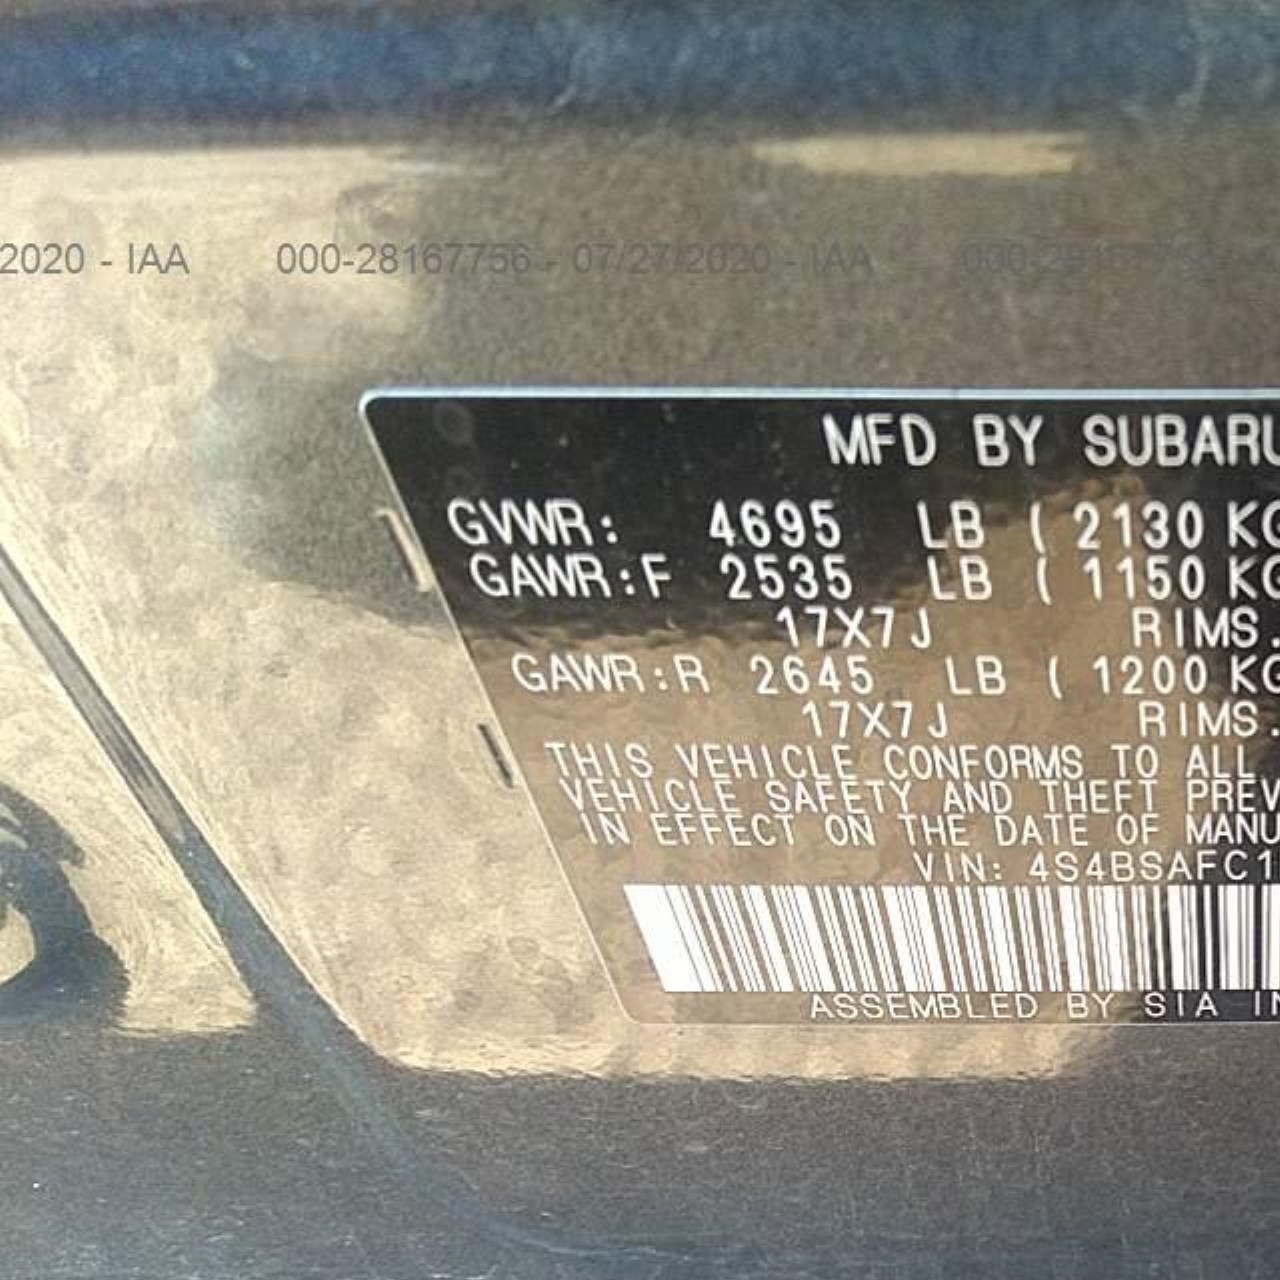 2020 - IAA 000-28167756 - 07/27/2020 - IAA
MFD BY SUBARU
GVWR: 4695 LB ( 2130 KG
GAWR:F 2535 LB ( 1150 KG
17X7J RIMS.
GAWR:R 2645 LB ( 1200 KG
17X7J RIMS.
THIS VEHICLE CONFORMS TO ALL
VEHICLE SAFETY AND THEFT PREV
IN EFFECT ON THE DATE OF MANU
VIN: 4S4BSAFC1
ASSEMBLED BY SIA IN